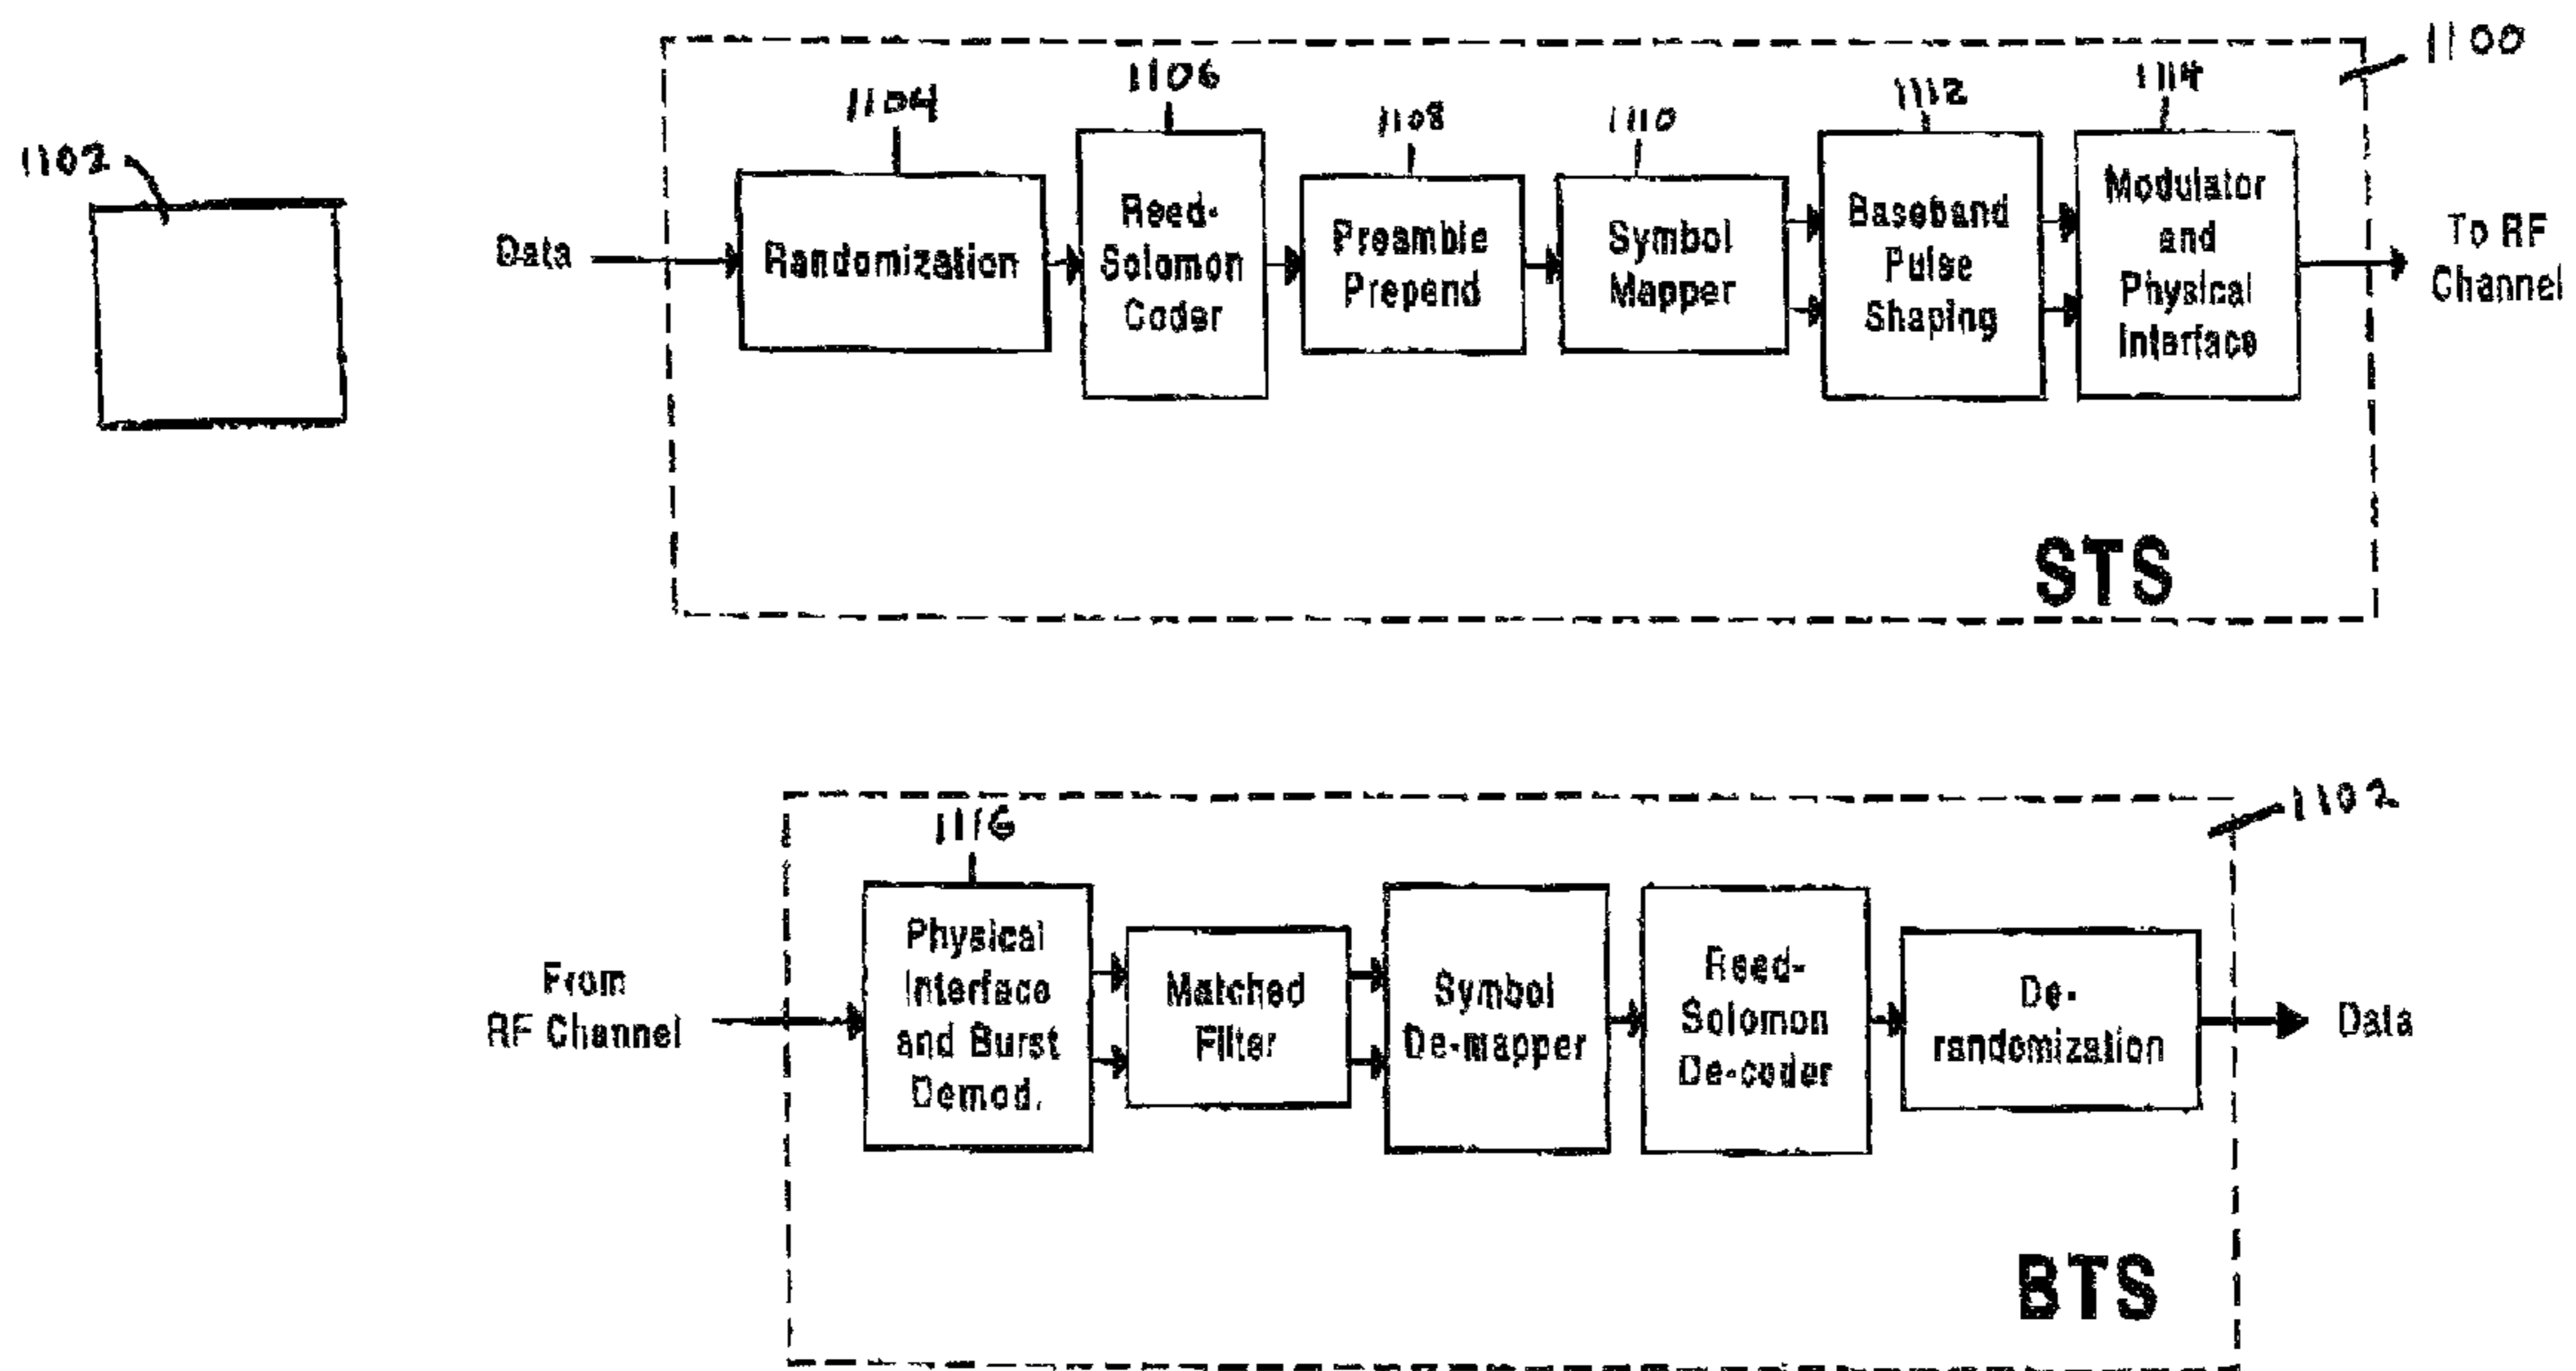 1100
1102
1104
1106
1108
1110
1112
1114
Data
Randomization
Reed-
Solomon
Coder
Preamble
Prepend
Symbol
Mapper
Baseband
Pulse
Shaping
Modulator
and
Physical
Interface
To RF
Channel
STS
1102
1116
From
RF Channel
Physical
Interface
and Burst
Demod.
Matched
Filter
Symbol
De-mapper
Reed-
Solomon
De-coder
De-
randomization
Data
BTS